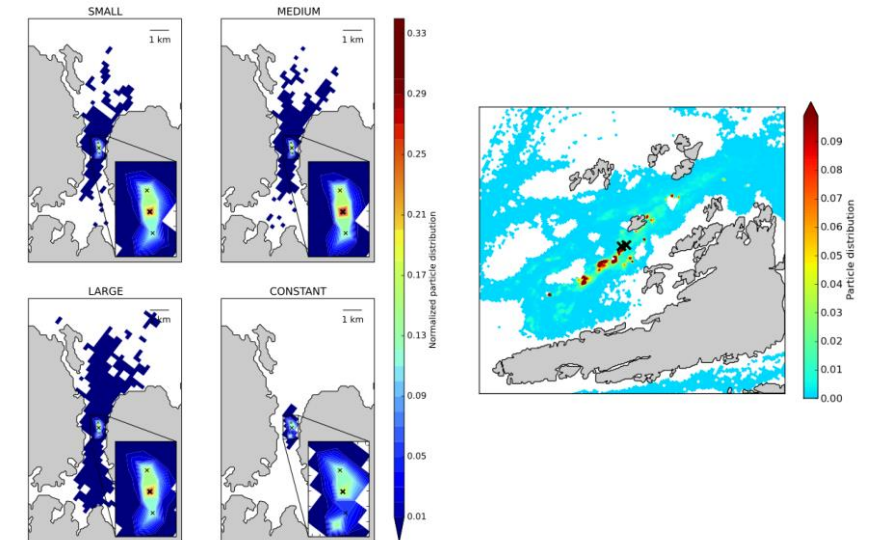 SMALL
1 km
MEDIUM
1 km
LARGE
km
CONSTANT
1 km
0.33
0.29
0.25
0.21
0.17
0.13
0.09
0.05
0.01
Normalized particle distribution
0.09
0.08
0.07
0.06
0.05
0.04
0.03
0.02
0.01
0.00
Particle distribution